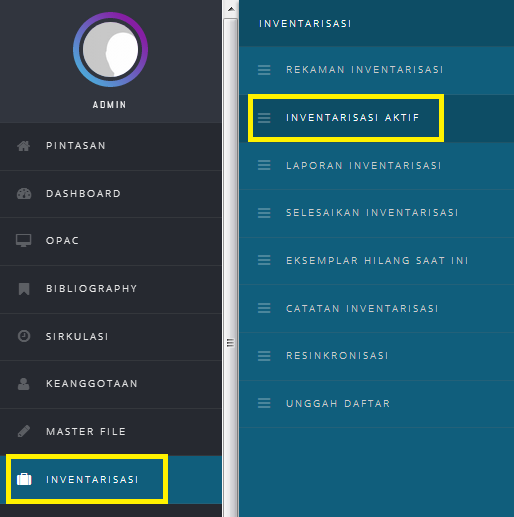 ADMIN
PINTASAN
DASHBOARD
OPAC
BIBLIOGRAPHY
SIRKULASI
KEANGGOTAAN
MASTER FILE
INVENTARISASI
INVENTARISASI
REKAMAN INVENTARISASI
INVENTARISASI AKTIF
LAPORAN INVENTARISASI
SELESAIKAN INVENTARISASI
EKSEMPLAR HILANG SAAT INI
CATATAN INVENTARISASI
RESINKRONISASI
UNGGAH DAFTAR